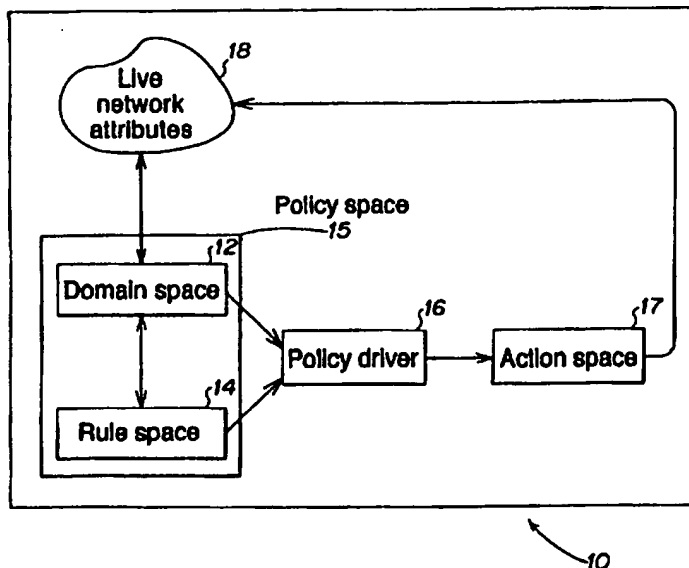 18
Live
network
attributes
Policy space
15
12
Domain space
16
Policy driver
17
Action space
14
Rule space
10